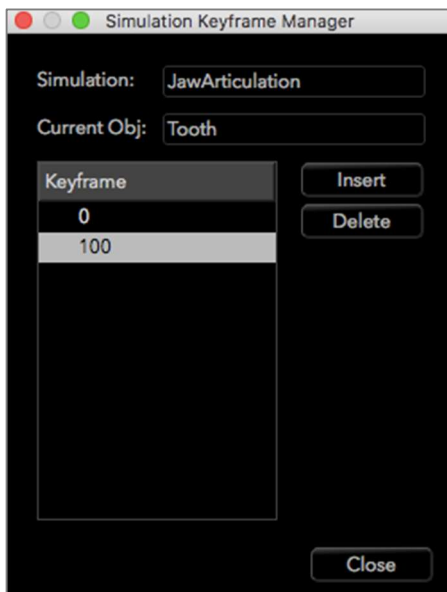 Simulation Keyframe Manager
Simulation: JawArticulation
Current Obj: Tooth
Keyframe
Insert
0
Delete
100
Close